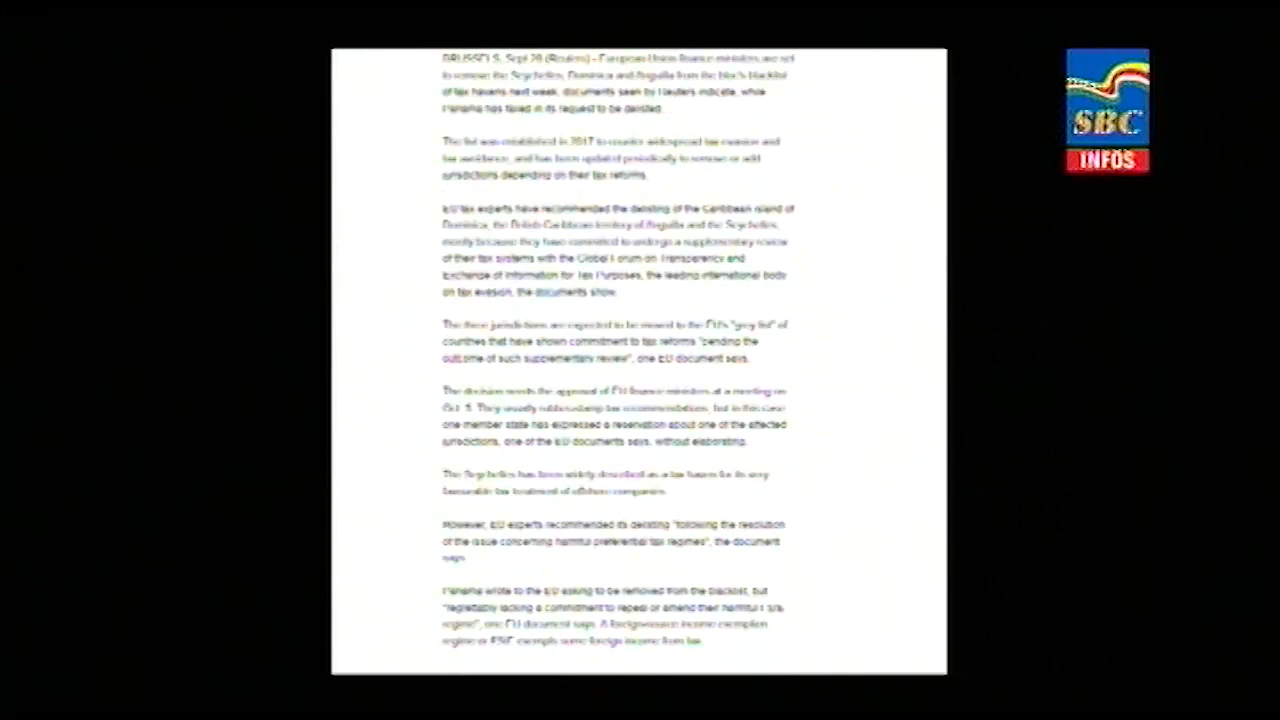 BRUSSELS, Sept 28 (Reuters) - European Union finance ministers are set
to remove the Seychelles, Dominica and Anguilla from the bloc's blacklist
of tax havens next week, documents seen by Reuters indicate, while
Panama has failed in its request to be delisted.
The list was established in 2017 to counter widespread tax evasion and
tax avoidance, and has been updated periodically to remove or add
jurisdictions depending on their tax reforms.
EU tax experts have recommended the delisting of the Caribbean island of
Dominica, the British Caribbean territory of Anguilla and the Seychelles,
mostly because they have committed to undergo a supplementary review
of their tax systems with the Global Forum on Transparency and
Exchange of Information for Tax Purposes, the leading international body
on tax evasion, the documents show.
The three jurisdictions are expected to be moved to the EU's "grey list" of
countries that have shown commitment to tax reforms "pending the
outcome of such supplementary review", one EU document says.
The decision needs the approval of EU finance ministers at a meeting on
Oct. 5. They usually rubberstamp tax recommendations, but in this case
one member state has expressed a reservation about one of the affected
jurisdictions, one of the EU documents says, without elaborating.
The Seychelles has been widely described as a tax haven for its very
favourable tax treatment of offshore companies.
However, EU experts recommended its delisting "following the resolution
of the issue concerning harmful preferential tax regimes", the document
says.
Panama wrote to the EU asking to be removed from the blacklist, but
"regrettably lacking a commitment to repeal or amend their harmful FSIE
regime", one EU document says. A foreign-source income exemption
regime or FSIE exempts some foreign income from tax.
SBC
INFOS